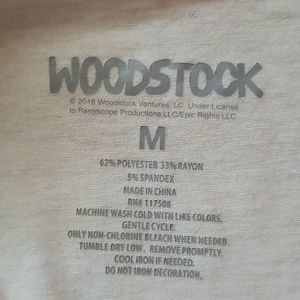 WOODSTOCK
© 2016 Woodstock Ventures, LC Under License
to Perryscope Productions LLC/Epic Rights LLC.
M
62% POLYESTER 33% RAYON
5% SPANDEX
MADE IN CHINA
RN# 117508
MACHINE WASH COLD WITH LIKE COLORS.
GENTLE CYCLE.
ONLY NON-CHLORINE BLEACH WHEN NEEDED.
TUMBLE DRY LOW. REMOVE PROMPTLY.
COOL IRON IF NEEDED.
DO NOT IRON DECORATION.